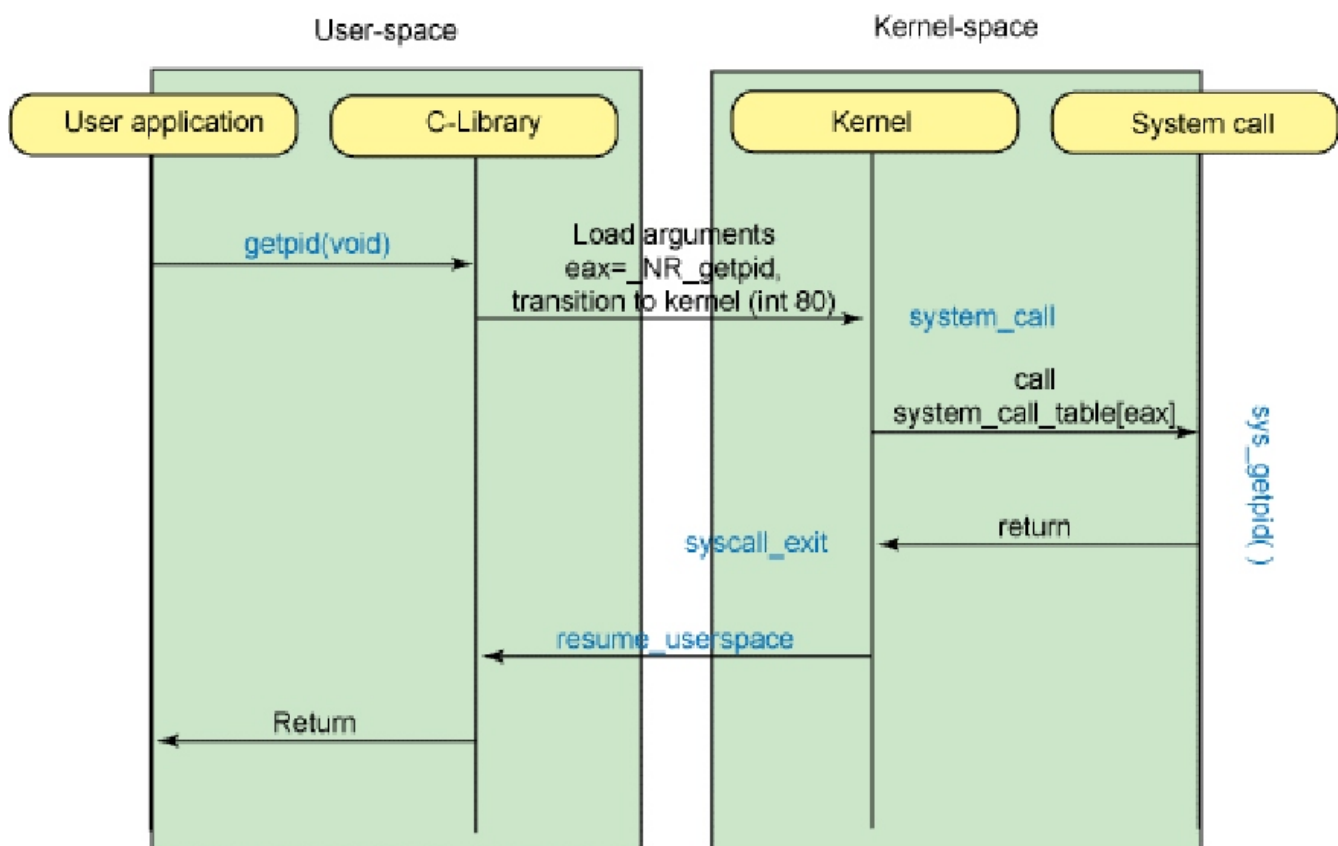 User-space
Kernel-space
User application
C-Library
Kernel
System call
getpid(void)
Load arguments
eax=_NR_getpid,
transition to kernel (int 80)
system_call
call
system_call_table[eax]
sys_getpid( )
return
syscall_exit
resume_userspace
Return